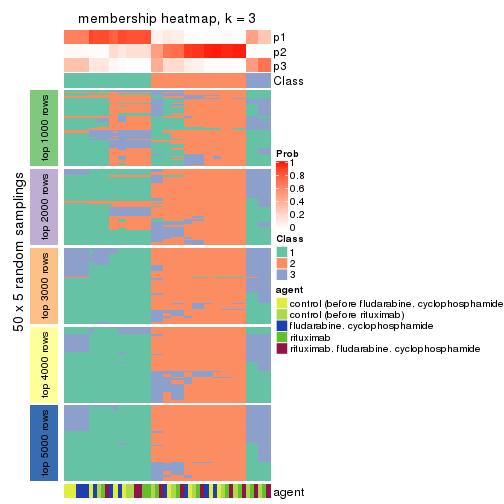 membership heatmap, k = 3
p1
p2
p3
Class
50 x 5 random samplings
top 1000 rows
top 2000 rows
top 3000 rows
top 4000 rows
top 5000 rows
Prob
1
0.8
0.6
0.4
0.2
0
Class
1
2
3
agent
control (before fludarabine. cyclophosphamide
control (before rituximab)
fludarabine. cyclophosphamide
rituximab
rituximab. fludarabine. cyclophosphamide
agent